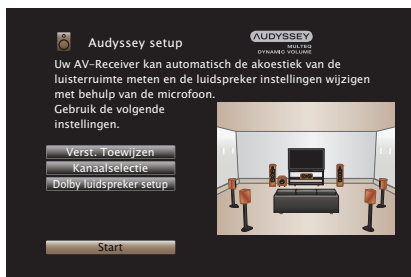 Audyssey setup
AUDYSSEY
MULTEQ
DYNAMIC VOLUME
Uw AV-Receiver kan automatisch de akoestiek van de
luisterruimte meten en de luidspreker instellingen wijzigen
met behulp van de microfoon.
Gebruik de volgende
instellingen.
Verst. Toewijzen
Kanaalselectie
Dolby luidspreker setup
Start